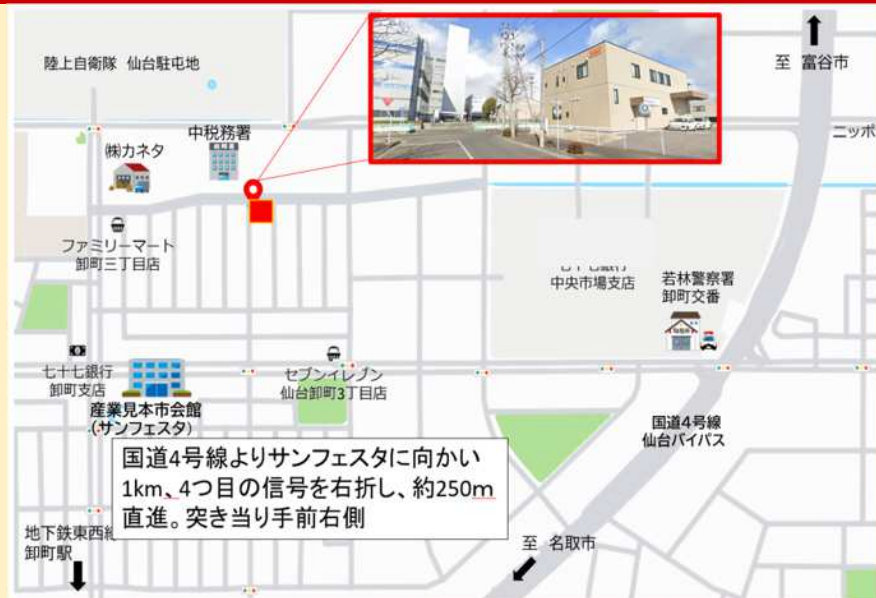 陸上自衛隊 仙台駐屯地
至 富谷市
中税務署
㈱カネタ
ニッポ
ファミリーマート
卸町三丁目店
中央市場支店
若林警察署
卸町交番
七十七銀行
卸町支店
産業見本市会館
(サンフェスタ)
セブンイレブン
仙台卸町3丁目店
国道4号線
仙台バイパス
国道4号線よりサンフェスタに向かい
1km、4つ目の信号を右折し、約250m
直進。突き当り手前右側
地下鉄東西線
卸町駅
至 名取市